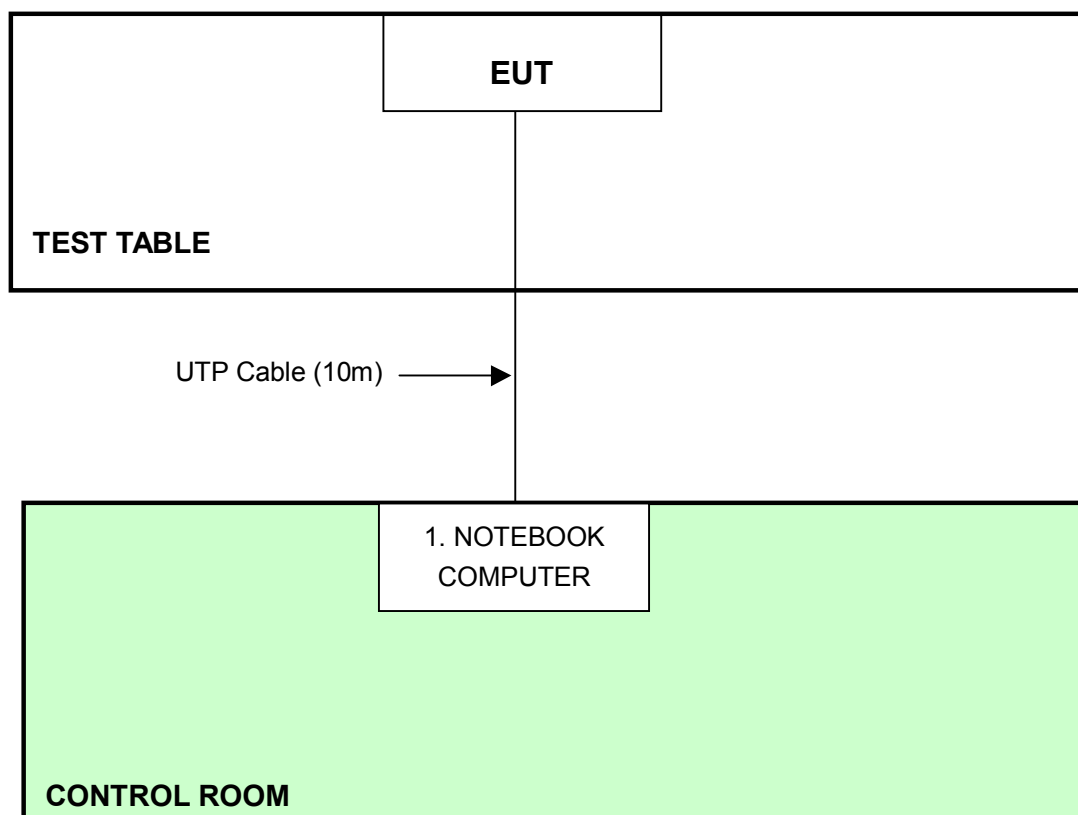 EUT
TEST TABLE
UTP Cable (10m)
1. NOTEBOOK
COMPUTER
CONTROL ROOM